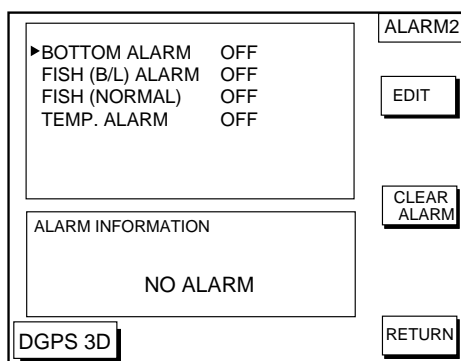 ALARM2
▶BOTTOM ALARM OFF
FISH (B/L) ALARM OFF
FISH (NORMAL) OFF
TEMP. ALARM OFF
EDIT
CLEAR
ALARM
ALARM INFORMATION
NO ALARM
DGPS 3D
RETURN